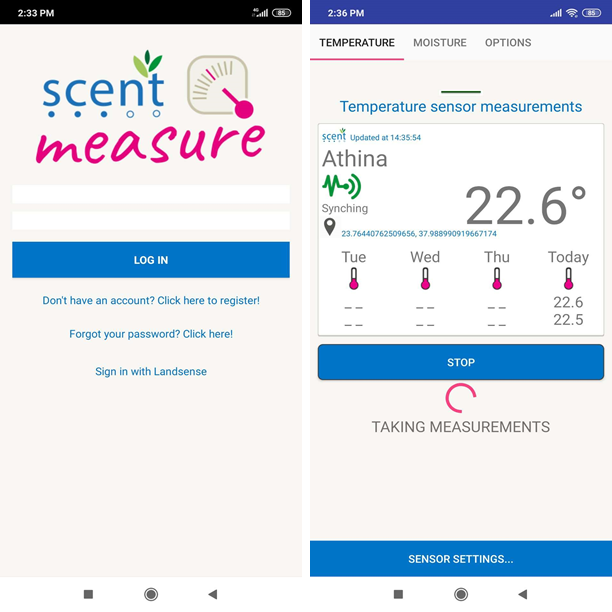 2:33 PM
4G
85
scent
measure
LOG IN
Don't have an account? Click here to register!
Forgot your password? Click here!
Sign in with Landsense
2:36 PM
85
TEMPERATURE MOISTURE OPTIONS
Temperature sensor measurements
scent Updated at 14:35:54
Athina
22.6°
Synching
23.76440762509656, 37.988990919667174
Tue Wed Thu Today
_ _ _ _ _ _ 22.6
_ _ _ _ _ _ 22.5
STOP
TAKING MEASUREMENTS
SENSOR SETTINGS...